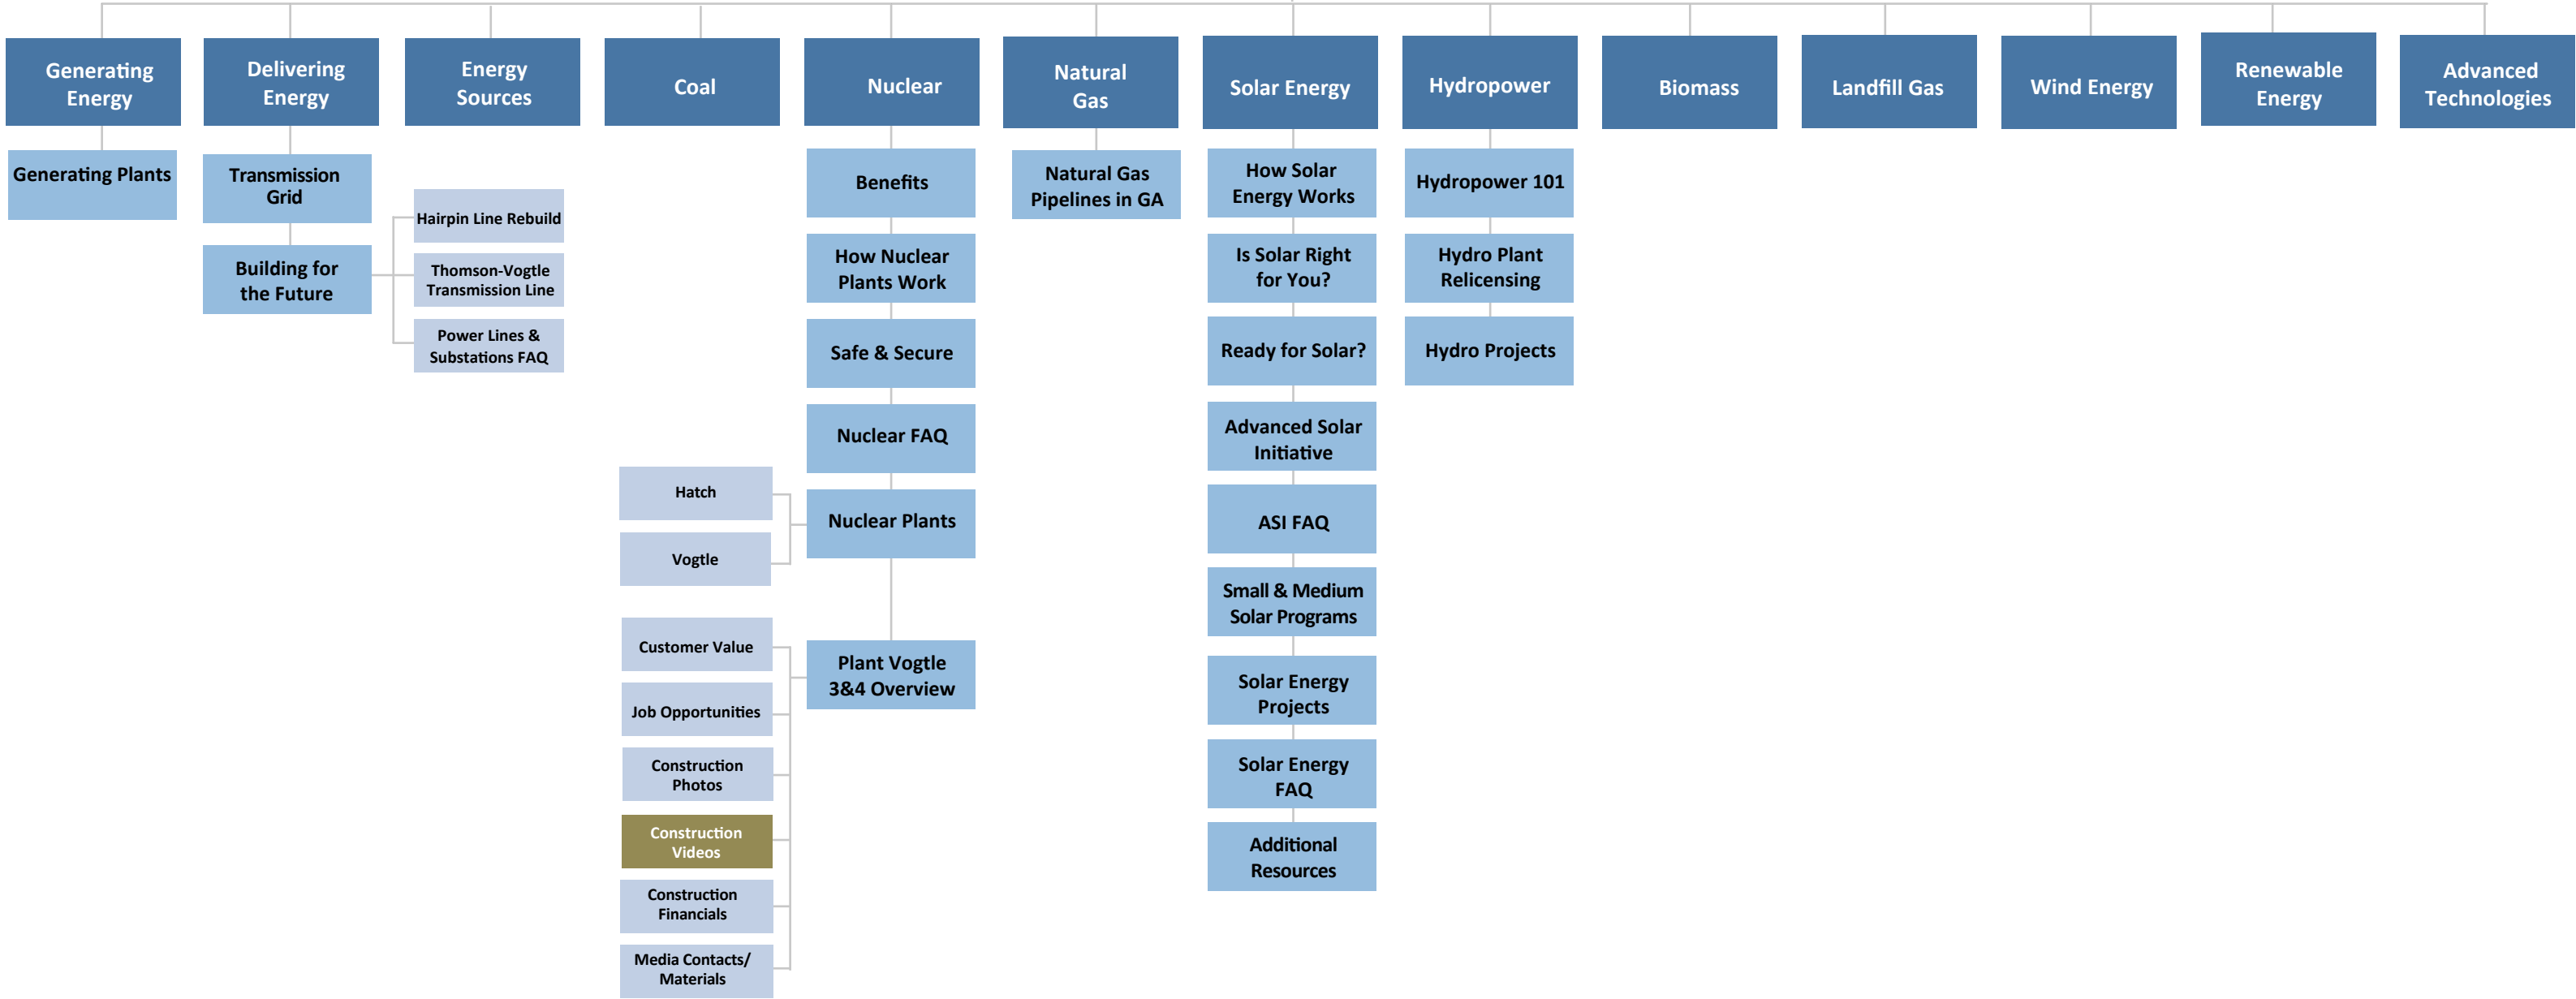 Generating
Energy
Delivering
Energy
Energy
Sources
Coal
Nuclear
Natural
Gas
Solar Energy
Hydropower
Biomass
Landfill Gas
Wind Energy
Renewable
Energy
Advanced
Technologies
Generating Plants
Transmission
Grid
Building for
the Future
Hairpin Line Rebuild
Thomson-Vogtle
Transmission Line
Power Lines &
Substations FAQ
Benefits
How Nuclear
Plants Work
Safe & Secure
Nuclear FAQ
Nuclear Plants
Hatch
Vogtle
Plant Vogtle
3&4 Overview
Customer Value
Job Opportunities
Construction
Photos
Construction
Videos
Construction
Financials
Media Contacts/
Materials
Natural Gas
Pipelines in GA
How Solar
Energy Works
Is Solar Right
for You?
Ready for Solar?
Advanced Solar
Initiative
ASI FAQ
Small & Medium
Solar Programs
Solar Energy
Projects
Solar Energy
FAQ
Additional
Resources
Hydropower 101
Hydro Plant
Relicensing
Hydro Projects